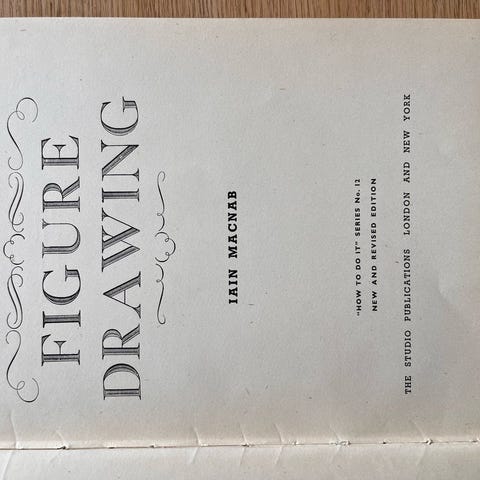 FIGURE
DRAWING
IAIN MACNAB
"HOW TO DO IT" SERIES No. 12
NEW AND REVISED EDITION
THE STUDIO PUBLICATIONS LONDON AND NEW YORK